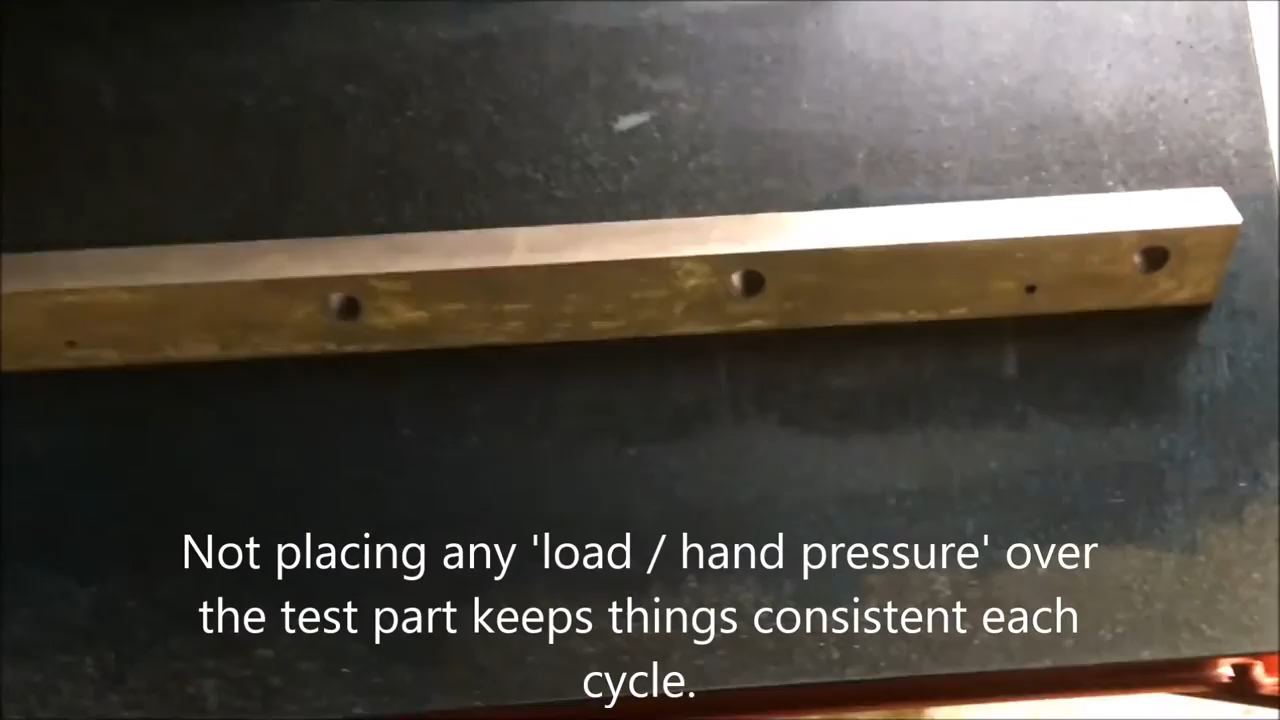 Not placing any 'load / hand pressure' over
the test part keeps things consistent each
cycle.